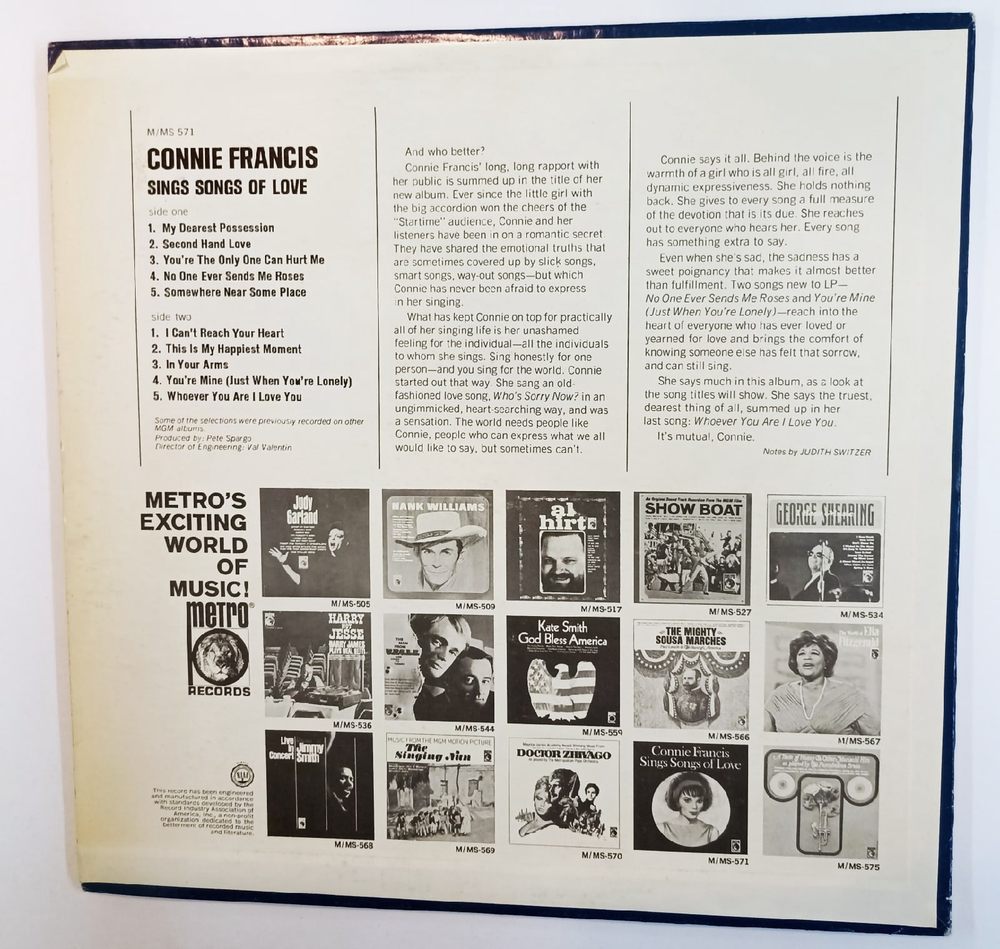 M/MS 571
CONNIE FRANCIS
SINGS SONGS OF LOVE
side one
1. My Dearest Possession
2. Second Hand Love
3. You're The Only One Can Hurt Me
4. No One Ever Sends Me Roses
5. Somewhere Near Some Place
side two
1. I Can't Reach Your Heart
2. This Is My Happiest Moment
3. In Your Arms
4. You're Mine (Just When You're Lonely)
5. Whoever You Are I Love You
Some of the selections were previously recorded on other
MGM albums.
Produced by: Pete Spargo
Director of Engineering: Val Valentin
And who better?
Connie Francis' long, long rapport with
her public is summed up in the title of her
new album. Ever since the little girl with
the big accordion won the cheers of the
"Startime" audience, Connie and her
listeners have been in on a romantic secret.
They have shared the emotional truths that
are sometimes covered up by slick songs,
smart songs, way-out songs—but which
Connie has never been afraid to express
in her singing.
What has kept Connie on top for practically
all of her singing life is her unashamed
feeling for the individual—all the individuals
to whom she sings. Sing honestly for one
person—and you sing for the world. Connie
started out that way. She sang an old-
fashioned love song, Who's Sorry Now? in an
ungimmicked, heart-searching way, and was
a sensation. The world needs people like
Connie, people who can express what we all
would like to say, but sometimes can't.
Connie says it all. Behind the voice is the
warmth of a girl who is all girl, all fire, all
dynamic expressiveness. She holds nothing
back. She gives to every song a full measure
of the devotion that is its due. She reaches
out to everyone who hears her. Every song
has something extra to say.
Even when she's sad, the sadness has a
sweet poignancy that makes it almost better
than fulfillment. Two songs new to LP—
No One Ever Sends Me Roses and You're Mine
(Just When You're Lonely)—reach into the
heart of everyone who has ever loved or
yearned for love and brings the comfort of
knowing someone else has felt that sorrow,
and can still sing.
She says much in this album, as a look at
the song titles will show. She says the truest,
dearest thing of all, summed up in her
last song: Whoever You Are I Love You.
It's mutual, Connie.
Notes by JUDITH SWITZER
METRO'S
EXCITING
WORLD
OF
MUSIC!
metro®
RECORDS
Judy
Garland
M/MS-505
HANK WILLIAMS
M/MS-509
al
hirt
M/MS-517
An Original Sound Track Recording From The MGM Film
SHOW BOAT
M/MS-527
GEORGE SHEARING
M/MS-534
HARRY
JESSE
HARRY JAMES
M/MS-536
M/MS-544
Kate Smith
God Bless America
M/MS-559
THE MIGHTY
SOUSA MARCHES
M/MS-566
Ella
Fitzgerald
M/MS-567
Live
in
Concert
Jimmy
Smith
M/MS-568
MUSIC FROM THE MGM MOTION PICTURE
The
Singing Nun
M/MS-569
DOCTOR ZHIVAGO
M/MS-570
Connie Francis
Sings Songs of Love
M/MS-571
M/MS-575
This record has been engineered
and manufactured in accordance
with standards developed by the
Record Industry Association of
America, Inc., a non-profit
organization dedicated to the
betterment of recorded music
and literature.